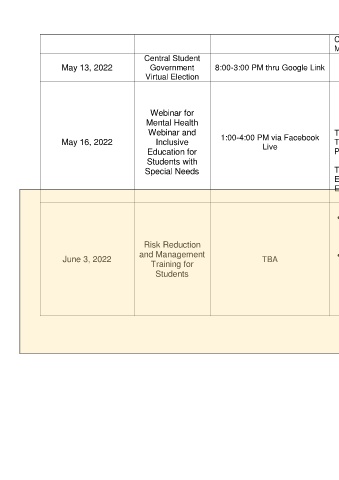 May 13, 2022
Central Student
Government
Virtual Election
8:00-3:00 PM thru Google Link
May 16, 2022
Webinar for
Mental Health
Webinar and
Inclusive
Education for
Students with
Special Needs
1:00-4:00 PM via Facebook
Live
June 3, 2022
Risk Reduction
and Management
Training for
Students
TBA